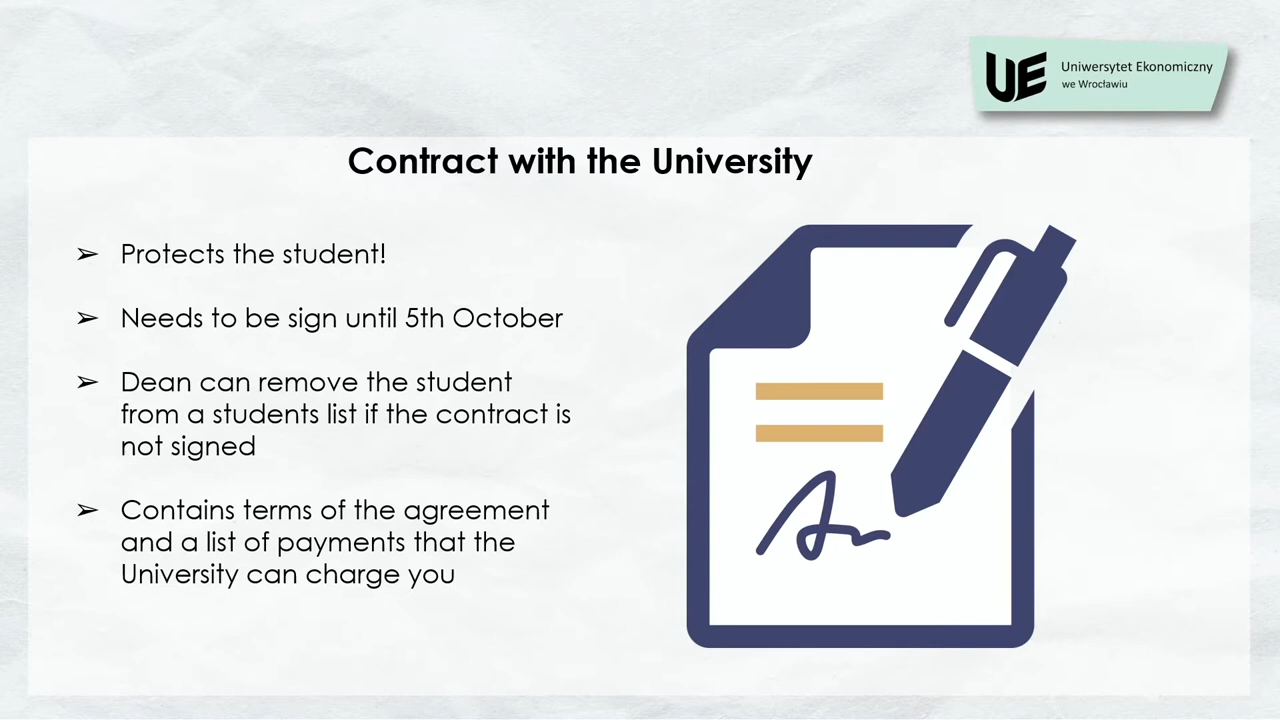 UE
Uniwersytet Ekonomiczny
we Wrocławiu
Contract with the University
➢ Protects the student!
➢ Needs to be sign until 5th October
➢ Dean can remove the student
from a students list if the contract is
not signed
➢ Contains terms of the agreement
and a list of payments that the
University can charge you